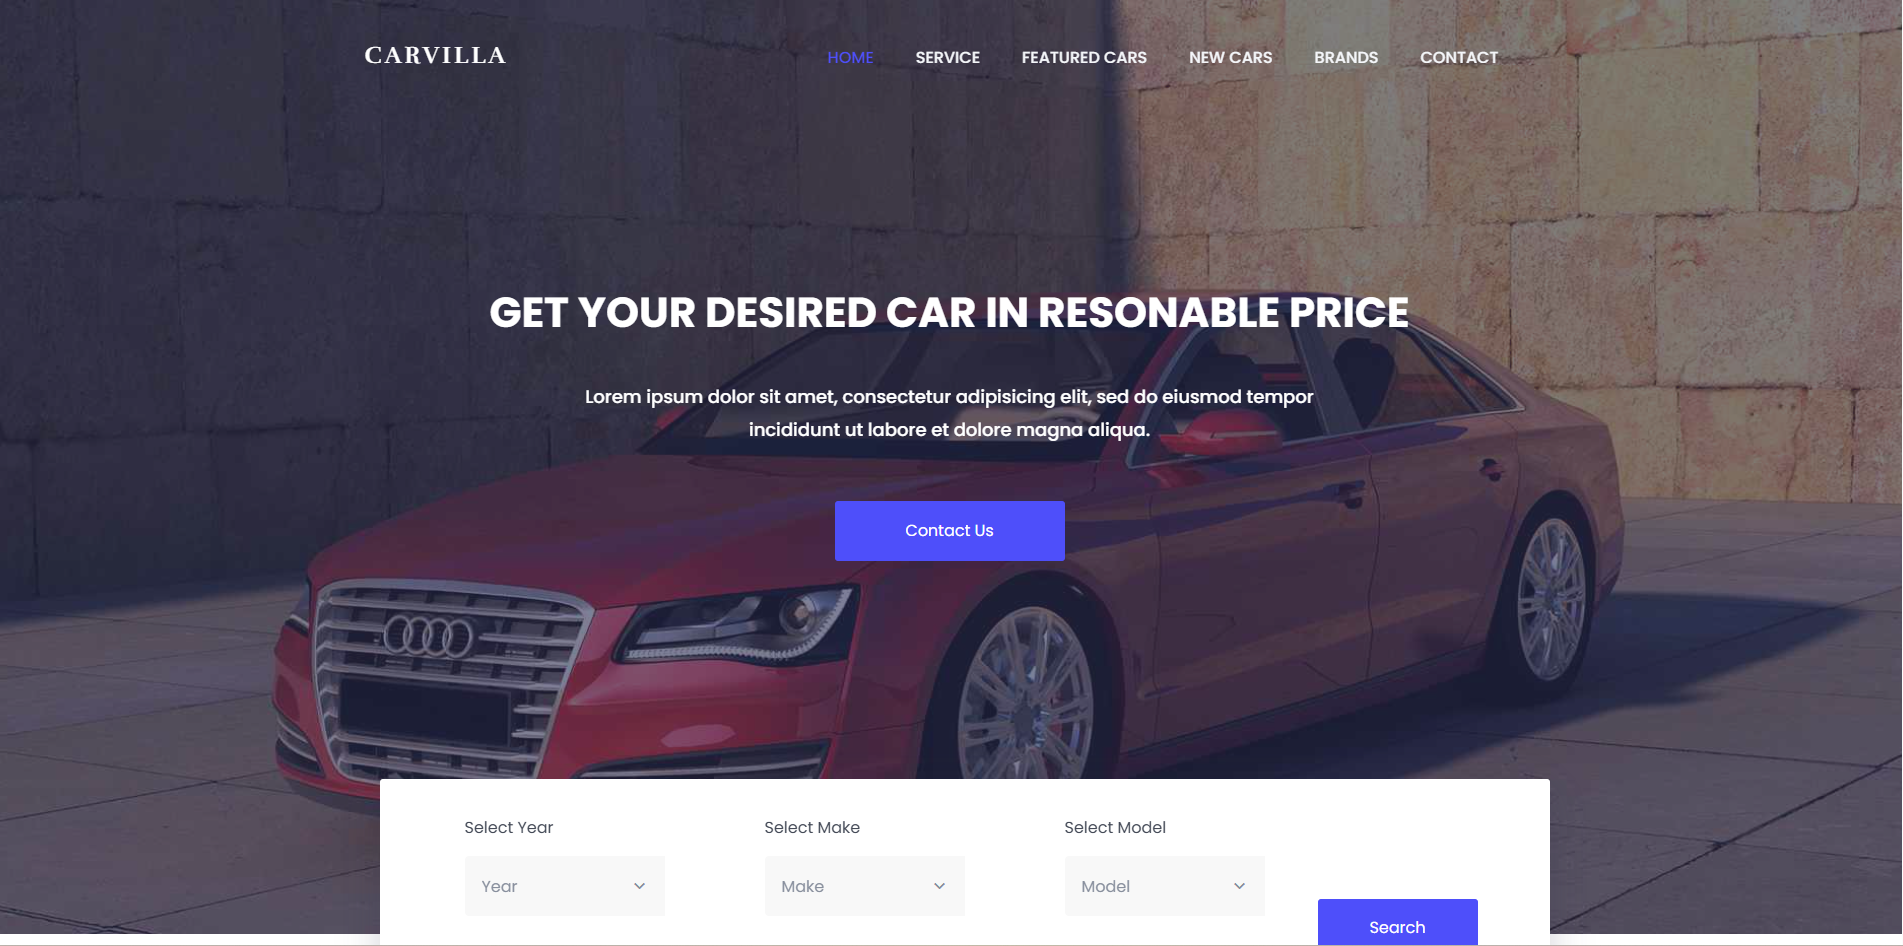 CARVILLA
HOME SERVICE FEATURED CARS NEW CARS BRANDS CONTACT
GET YOUR DESIRED CAR IN RESONABLE PRICE
Lorem ipsum dolor sit amet, consectetur adipisicing elit, sed do eiusmod tempor
incididunt ut labore et dolore magna aliqua.
Contact Us
Select Year
Year
Select Make
Make
Select Model
Model
Search